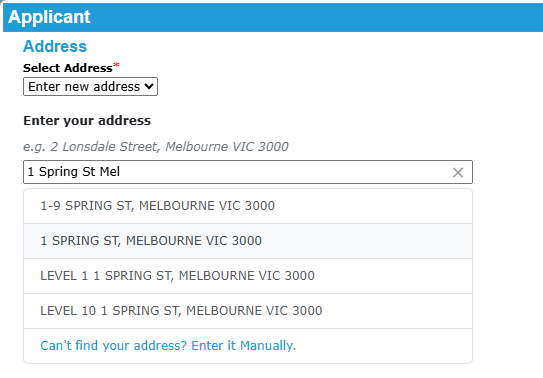 Applicant
Address
Select Address*
Enter new address
Enter your address
e.g. 2 Lonsdale Street, Melbourne VIC 3000
1 Spring St Mel
1-9 SPRING ST, MELBOURNE VIC 3000
1 SPRING ST, MELBOURNE VIC 3000
LEVEL 1 1 SPRING ST, MELBOURNE VIC 3000
LEVEL 10 1 SPRING ST, MELBOURNE VIC 3000
Can't find your address? Enter it Manually.